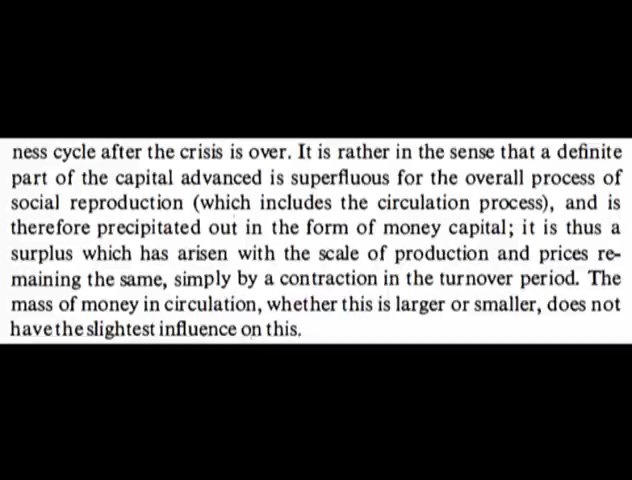 ness cycle after the crisis is over. It is rather in the sense that a definite
part of the capital advanced is superfluous for the overall process of
social reproduction (which includes the circulation process), and is
therefore precipitated out in the form of money capital; it is thus a
surplus which has arisen with the scale of production and prices re-
maining the same, simply by a contraction in the turnover period. The
mass of money in circulation, whether this is larger or smaller, does not
have the slightest influence on this.